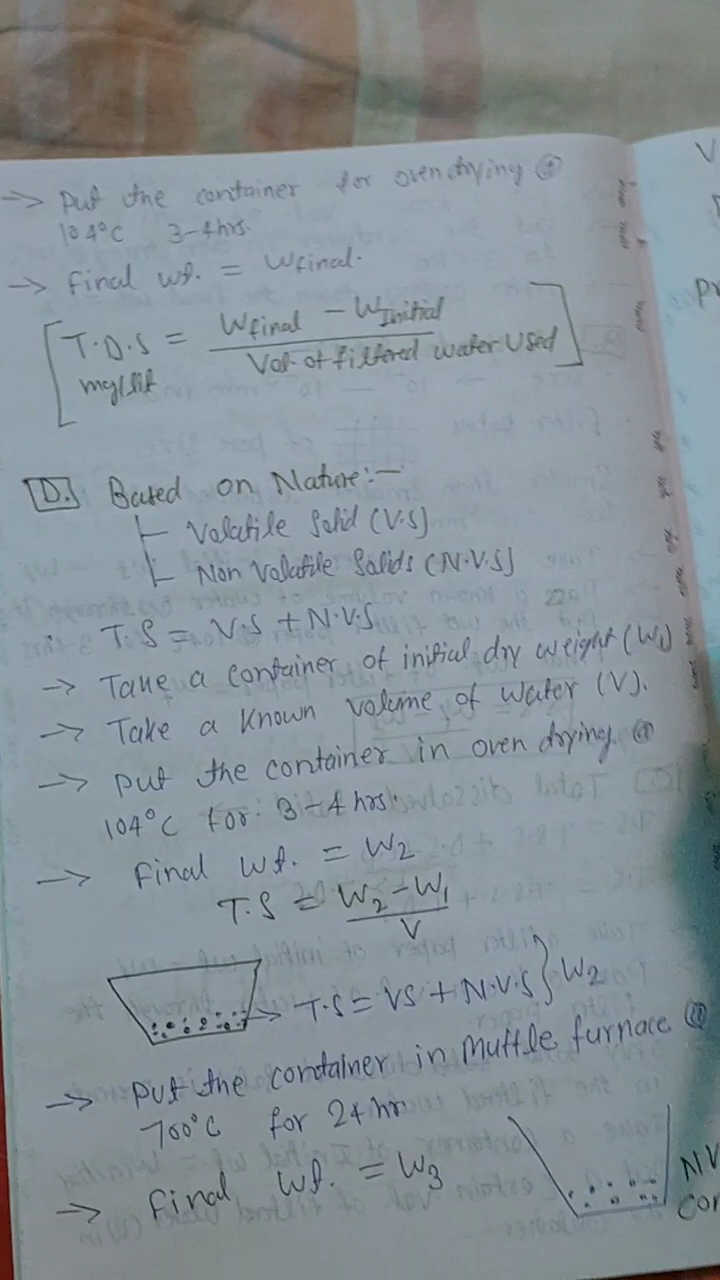 → Put the container for oven drying @
104°C 3-4hrs.
→ Final wt. = Wfinal.
[T.D.S = Wfinal - WInitial
mg/lit Vol. of filtered water Used]
[D.] Based on Nature:-
Volatile Solid (V.S)
Non Volatile Solids (N.V.S)
T.S = V.S + N.V.S
→ Take a container of initial dry weight (W1)
→ Take a known volume of water (V).
→ Put the container in oven drying @
104°C for 3-4 hrs.
→ Final wt. = W2
T.S = W2-W1
V
→ T.S = VS + N.V.S } W2
→ Put the container in Muffle furnace @
700°C for 24 hr
→ Final wt. = W3
NV